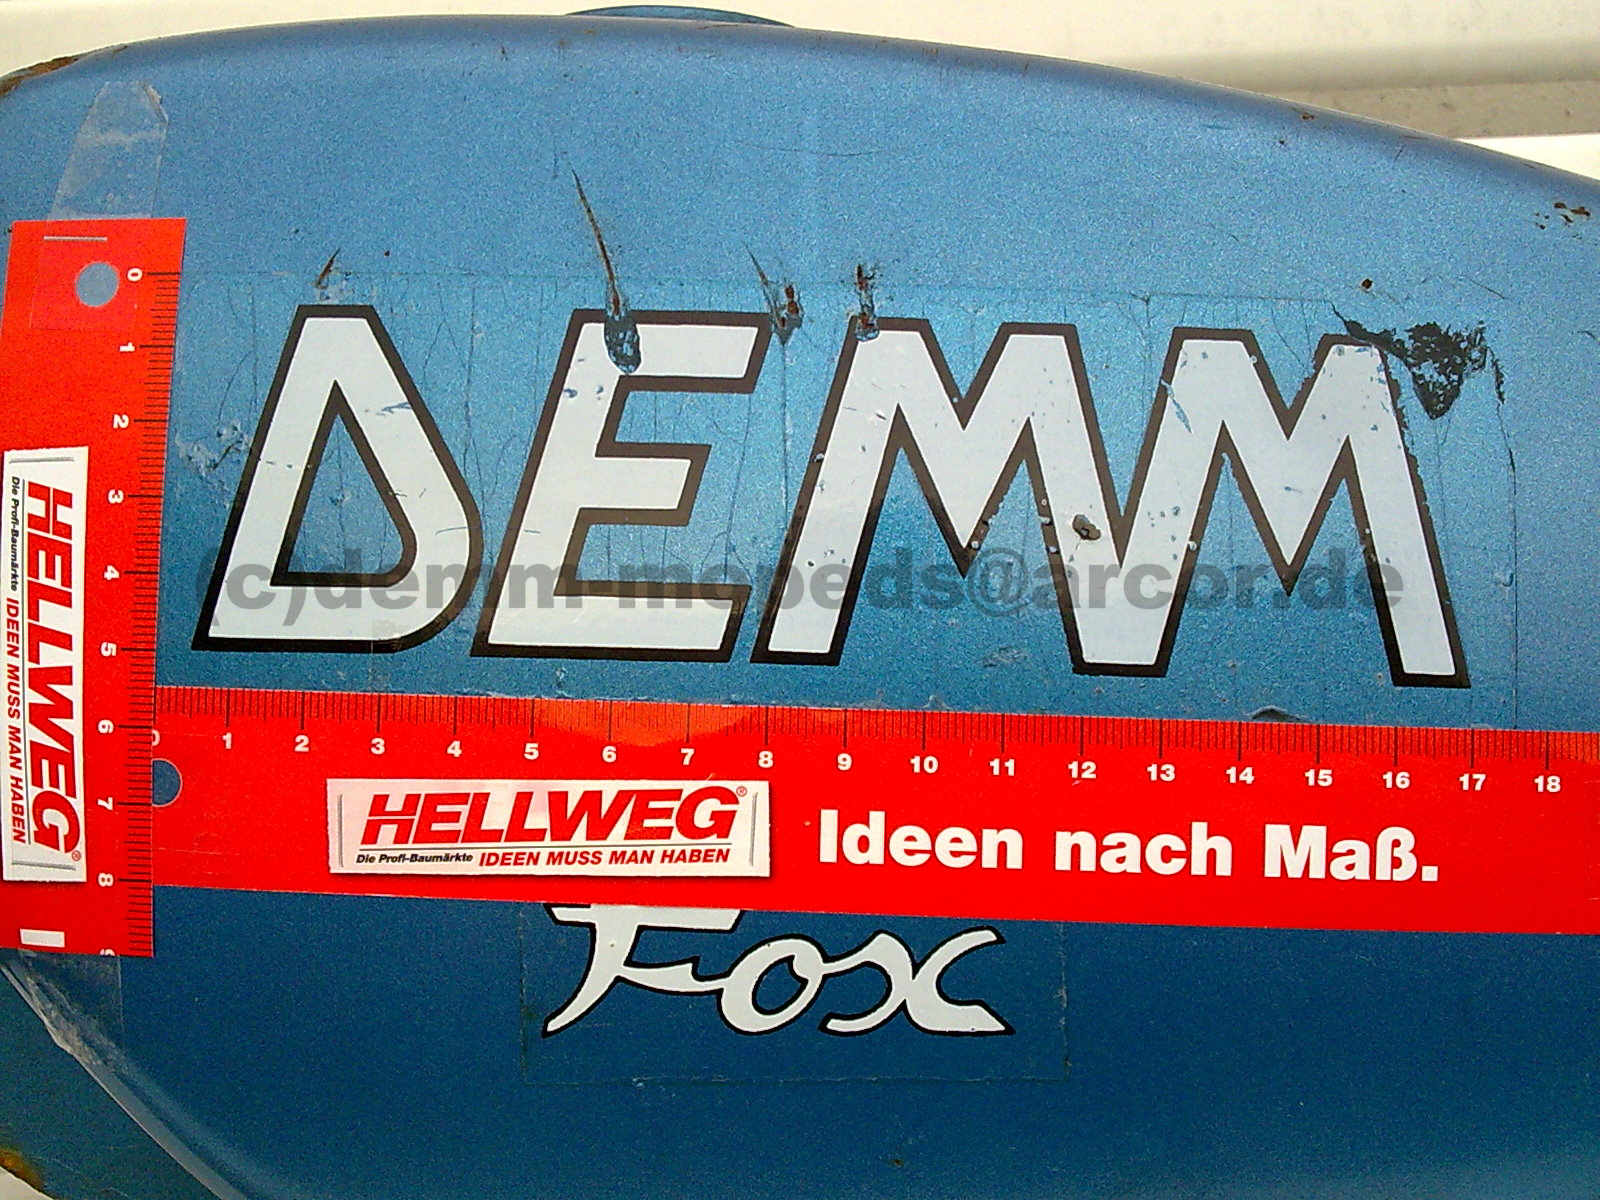 DEMM
(c)demm-mopeds@arcor.de
0
1
2
3
4
5
6
7
8
HELLWEG®
Die Profi-Baumärkte IDEEN MUSS MAN HABEN
0 1 2 3 4 5 6 7 8 9 10 11 12 13 14 15 16 17 18
HELLWEG®
Die Profi-Baumärkte IDEEN MUSS MAN HABEN
Ideen nach Maß.
Fox